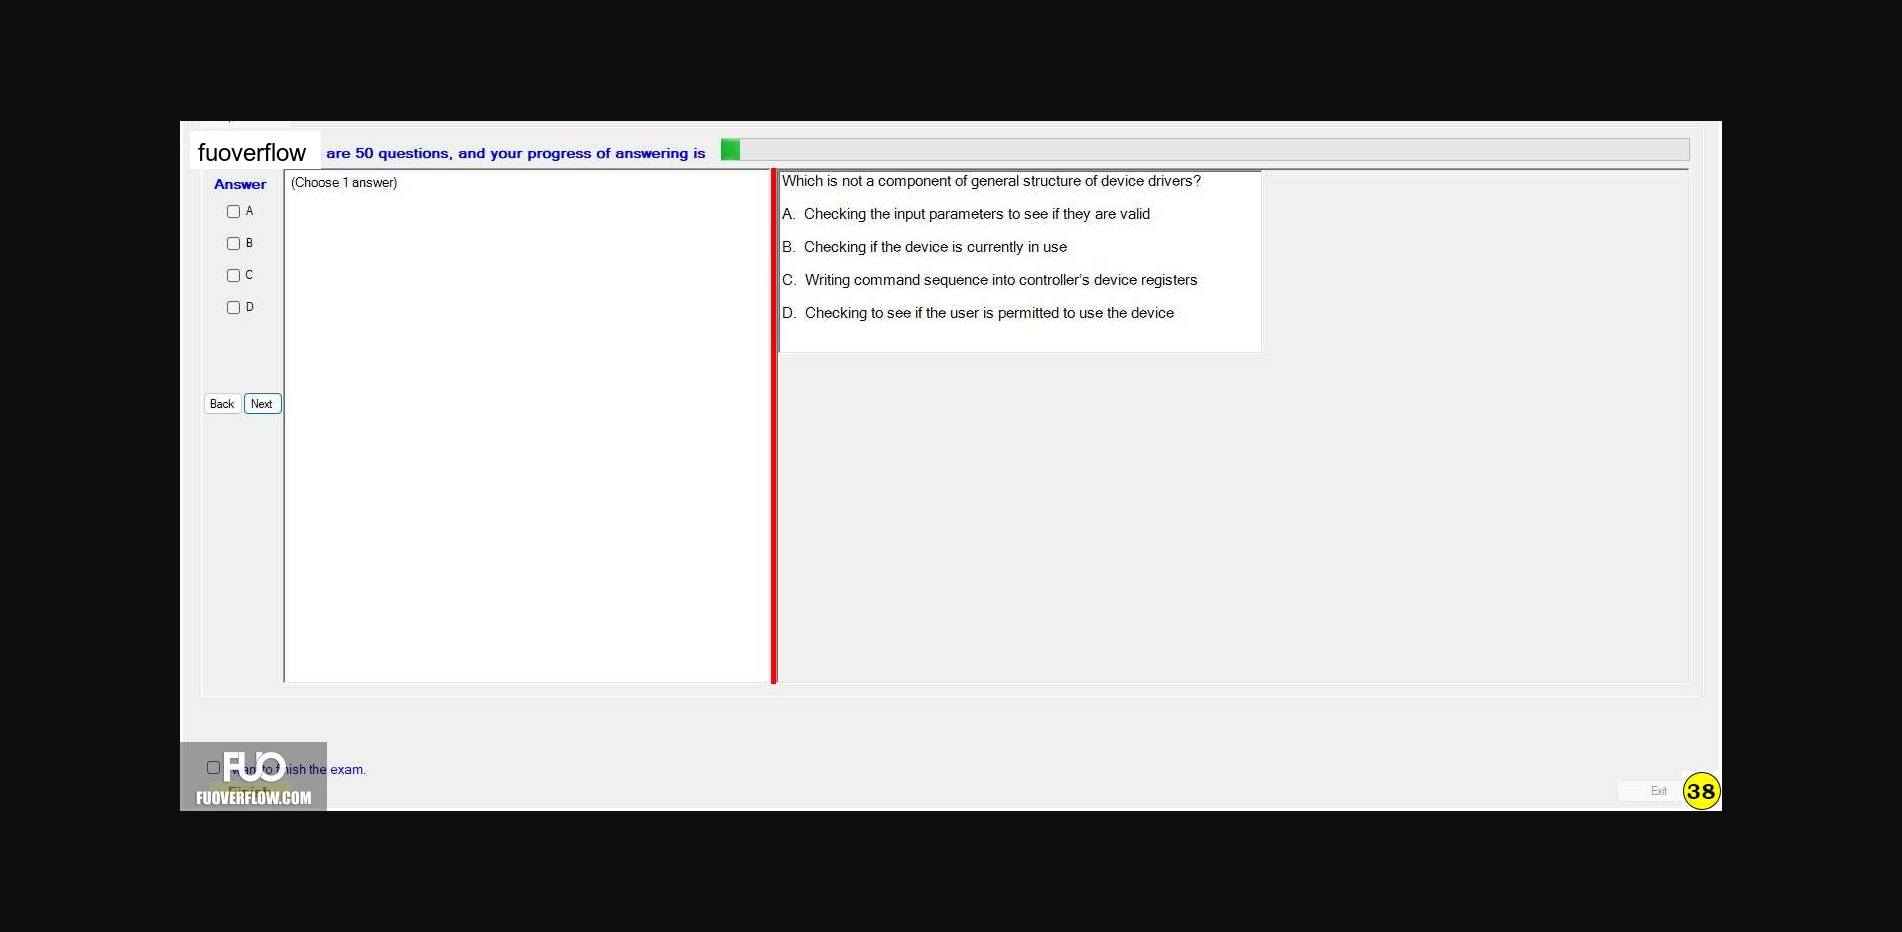 fuoverflow are 50 questions, and your progress of answering is
Answer
(Choose 1 answer)
A
B
C
D
Back Next
Which is not a component of general structure of device drivers?
A. Checking the input parameters to see if they are valid
B. Checking if the device is currently in use
C. Writing command sequence into controller's device registers
D. Checking to see if the user is permitted to use the device
FUO
want to finish the exam.
Finish
FUOVERFLOW.COM
Exit
38